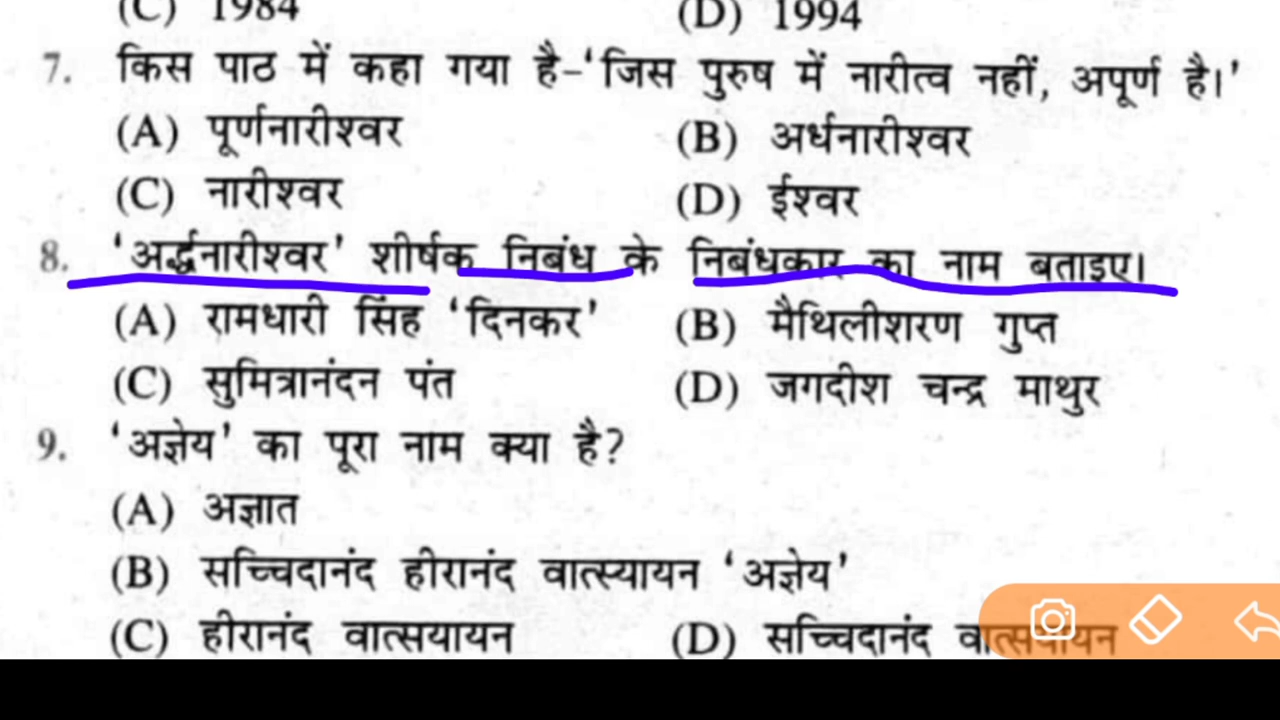 (C) 1984 (D) 1994
7. किस पाठ में कहा गया है-‘जिस पुरुष में नारीत्व नहीं, अपूर्ण है।’
(A) पूर्णनारीश्वर (B) अर्धनारीश्वर
(C) नारीश्वर (D) ईश्वर
8. ‘अर्द्धनारीश्वर’ शीर्षक निबंध के निबंधकार का नाम बताइए।
(A) रामधारी सिंह ‘दिनकर’ (B) मैथिलीशरण गुप्त
(C) सुमित्रानंदन पंत (D) जगदीश चन्द्र माथुर
9. ‘अज्ञेय’ का पूरा नाम क्या है?
(A) अज्ञात
(B) सच्चिदानंद हीरानंद वात्स्यायन ‘अज्ञेय’
(C) हीरानंद वात्सयायन (D) सच्चिदानंद वात्सयायन